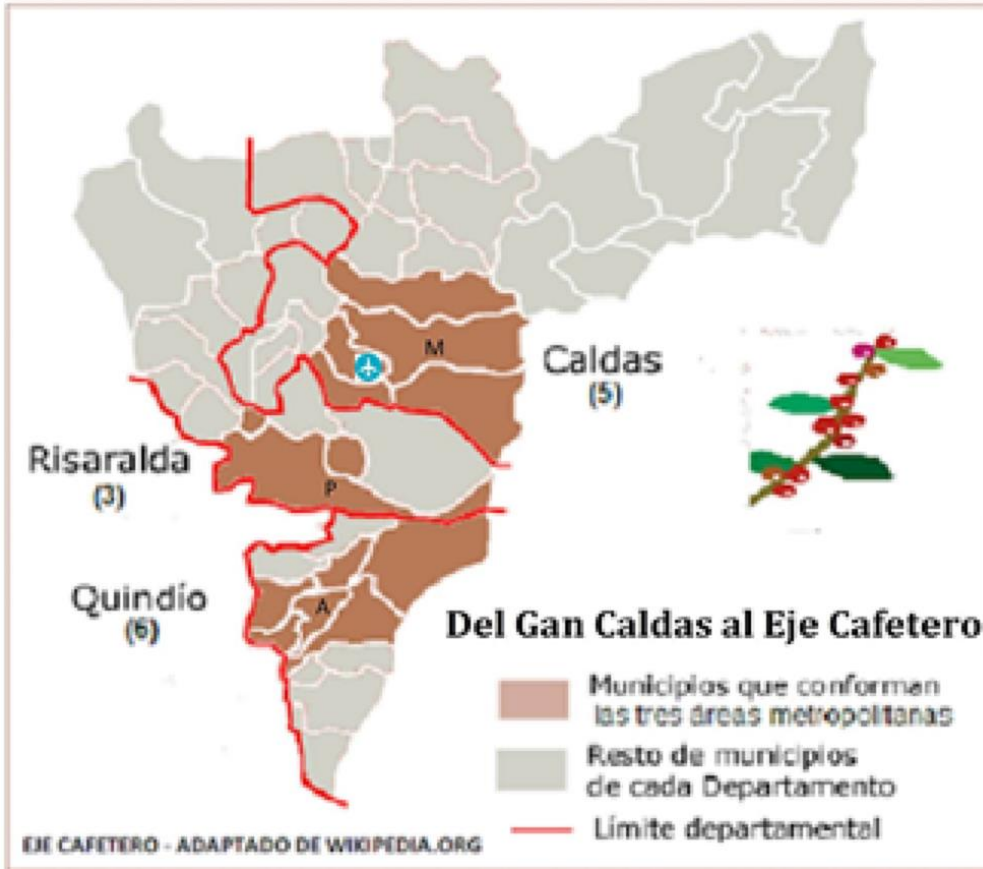 M
Caldas
(5)
Risaralda
(3)
P
Quindío
(6)
A
Del Gan Caldas al Eje Cafetero
Municipios que conforman
las tres áreas metropolitanas
Resto de municipios
de cada Departamento
Límite departamental
EJE CAFETERO - ADAPTADO DE WIKIPEDIA.ORG